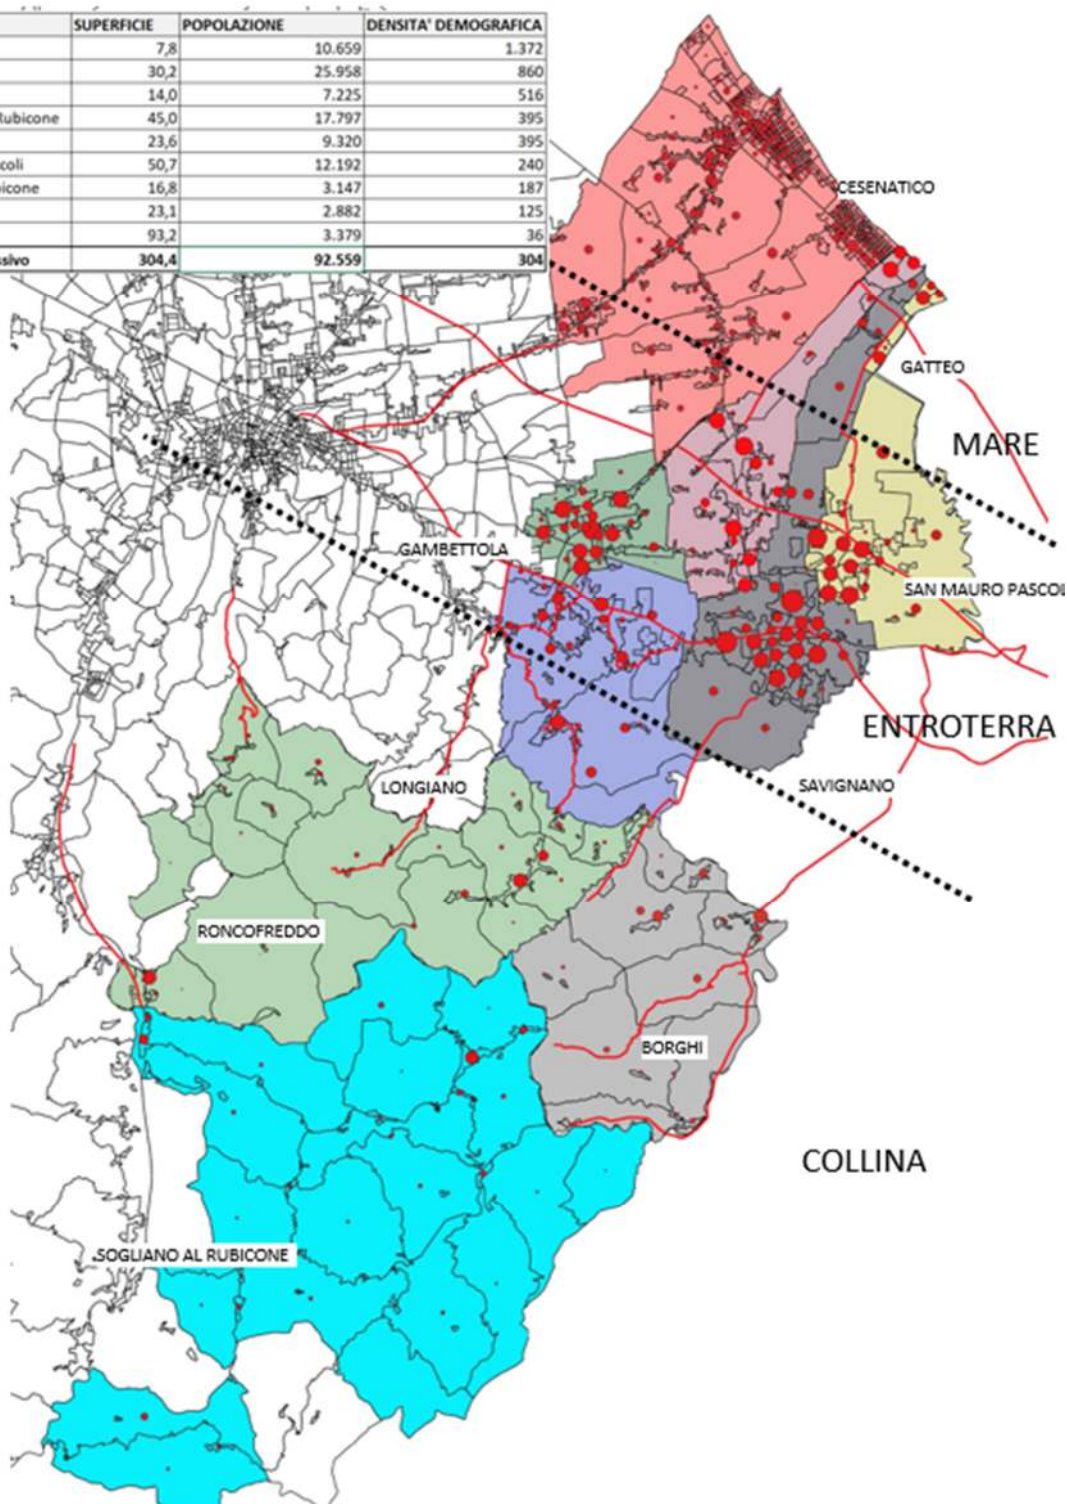 SUPERFICIE POPOLAZIONE DENSITA' DEMOGRAFICA
7,8 10.659 1.372
30,2 25.958 860
14,0 7.225 516
Rubicone 45,0 17.797 395
23,6 9.320 395
coli 50,7 12.192 240
icone 16,8 3.147 187
23,1 2.882 125
93,2 3.379 36
ssivo 304,4 92.559 304
CESENATICO
GATTEO
MARE
GAMBETTOLA
SAN MAURO PASCOL
ENTROTERRA
LONGIANO
SAVIGNANO
RONCOFREDDO
BORGHI
COLLINA
SOGLIANO AL RUBICONE